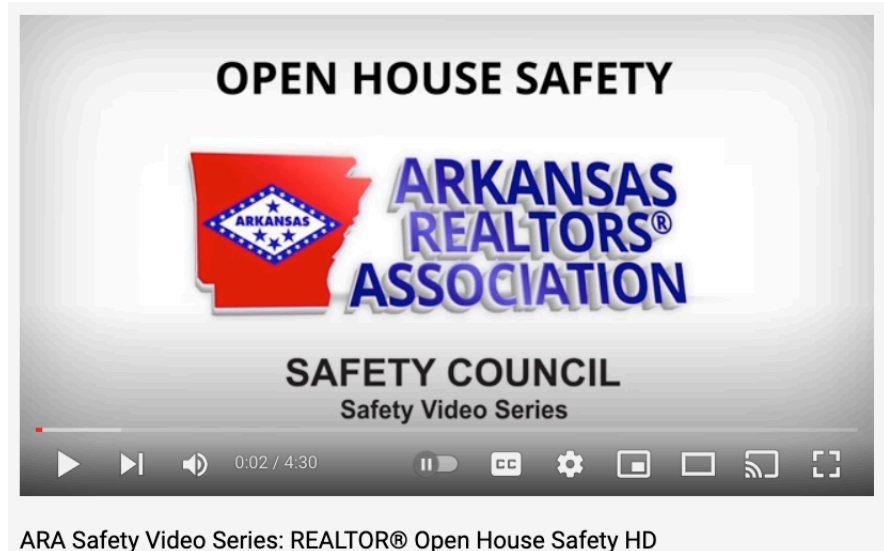 OPEN HOUSE SAFETY
ARKANSAS
ARKANSAS
REALTORS®
ASSOCIATION
SAFETY COUNCIL
Safety Video Series
0:02 / 4:30
CC
ARA Safety Video Series: REALTOR® Open House Safety HD